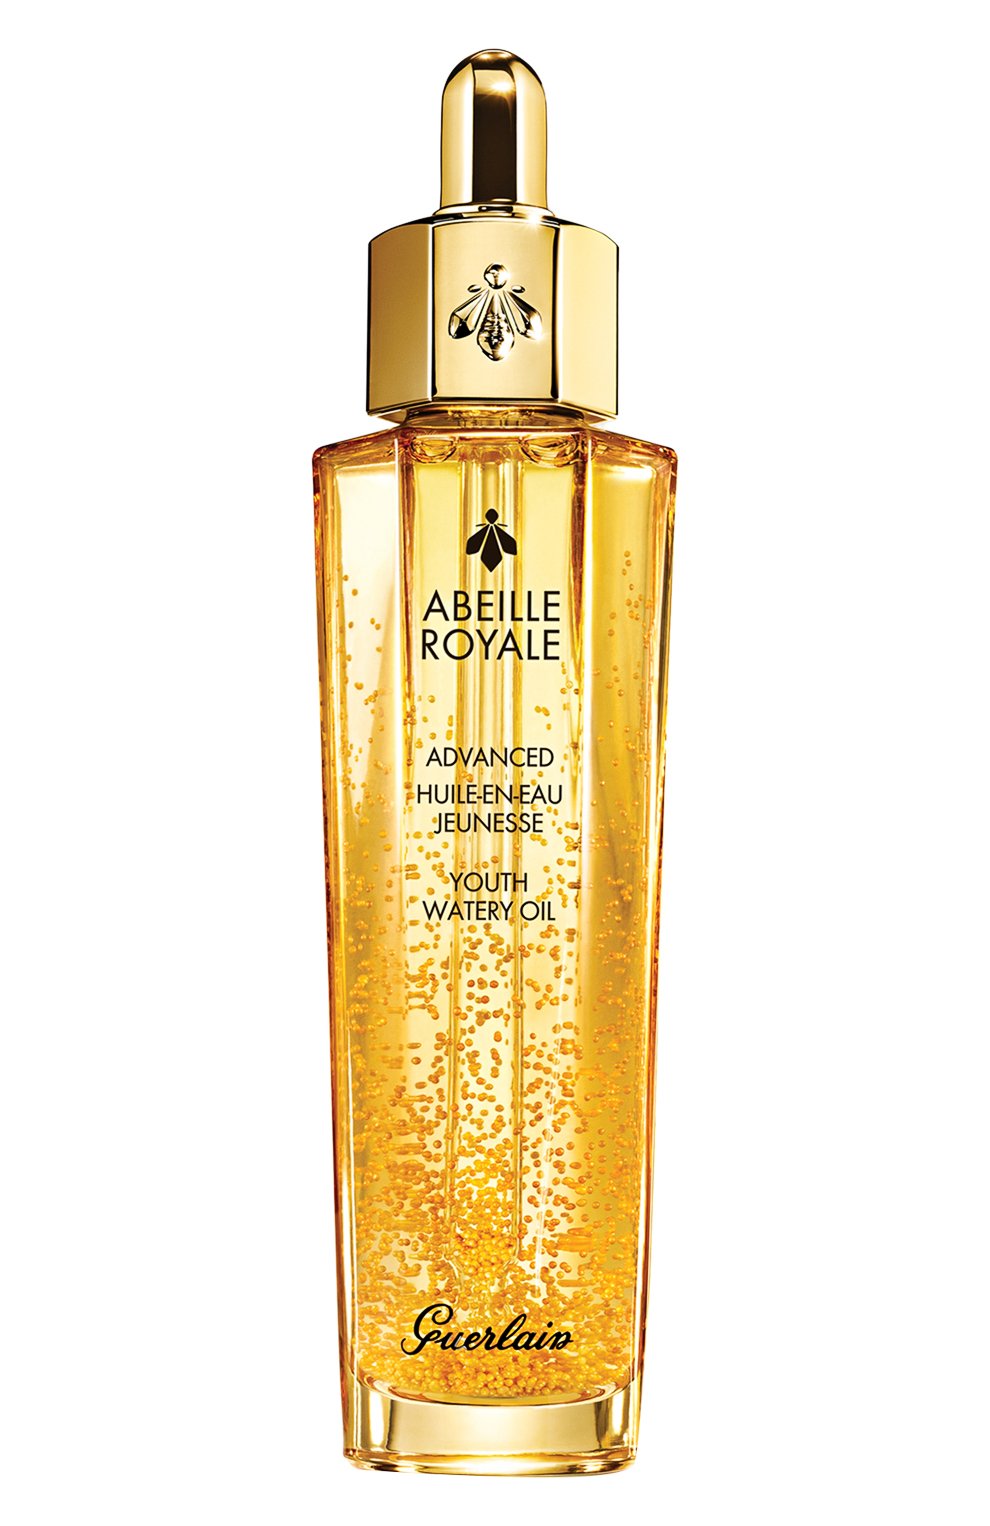 ABEILLE
ROYALE
ADVANCED
HUILE-EN-EAU
JEUNESSE
YOUTH
WATERY OIL
Guerlain